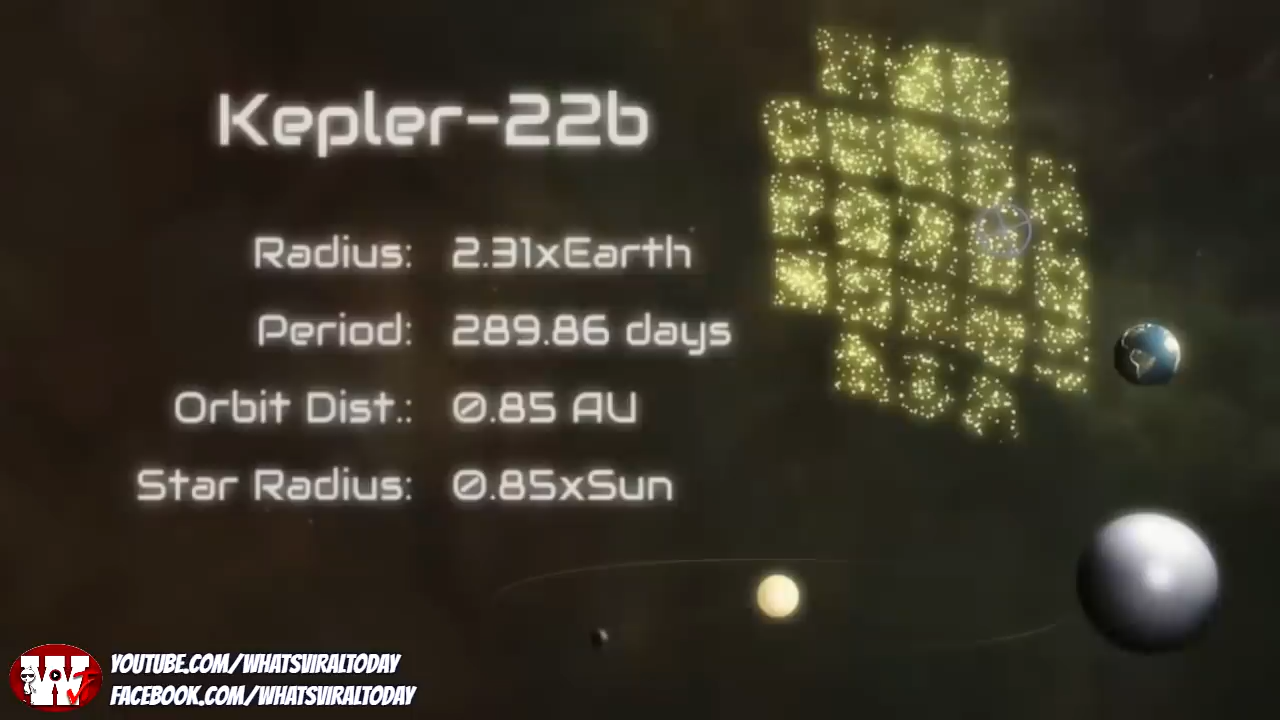 Kepler-22b
Radius: 2.31xEarth
Period: 289.86 days
Orbit Dist.: 0.85 AU
Star Radius: 0.85xSun
YOUTUBE.COM/WHATSVIRALTODAY
FACEBOOK.COM/WHATSVIRALTODAY